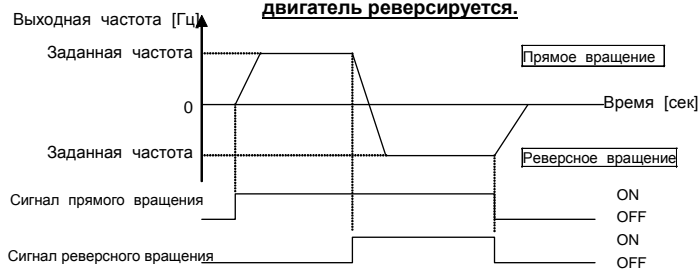 двигатель реверсируется.
Выходная частота [Гц]
Заданная частота
Прямое вращение
0
Время [сек]
Заданная частота
Реверсное вращение
Сигнал прямого вращения
ON
OFF
ON
Сигнал реверсного вращения
OFF